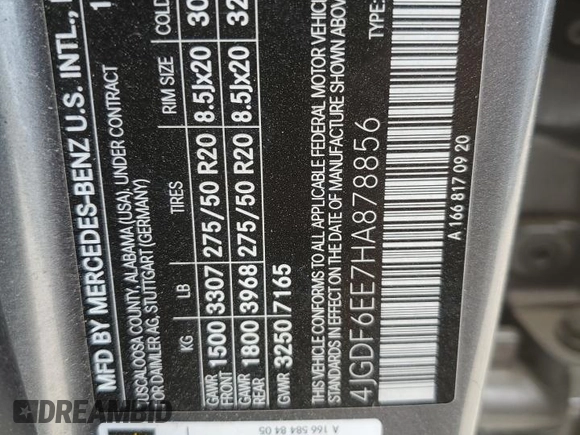 MFD BY MERCEDES-BENZ U.S. INTL.,
TUSCALOOSA COUNTY, ALABAMA (USA), UNDER CONTRACT
FOR DAIMLER AG, STUTTGART (GERMANY)
KG LB TIRES RIM SIZE COLD
GAWR FRONT 1500 3307 275/50 R20 8.5Jx20 30
GAWR REAR 1800 3968 275/50 R20 8.5Jx20 32
GVWR 3250 7165
THIS VEHICLE CONFORMS TO ALL APPLICABLE FEDERAL MOTOR VEHICLE
STANDARDS IN EFFECT ON THE DATE OF MANUFACTURE SHOWN ABOVE
4JGDF6EE7HA878856 TYPE:
A 166 817 09 20
A 166 584 84 05
DREAMBID